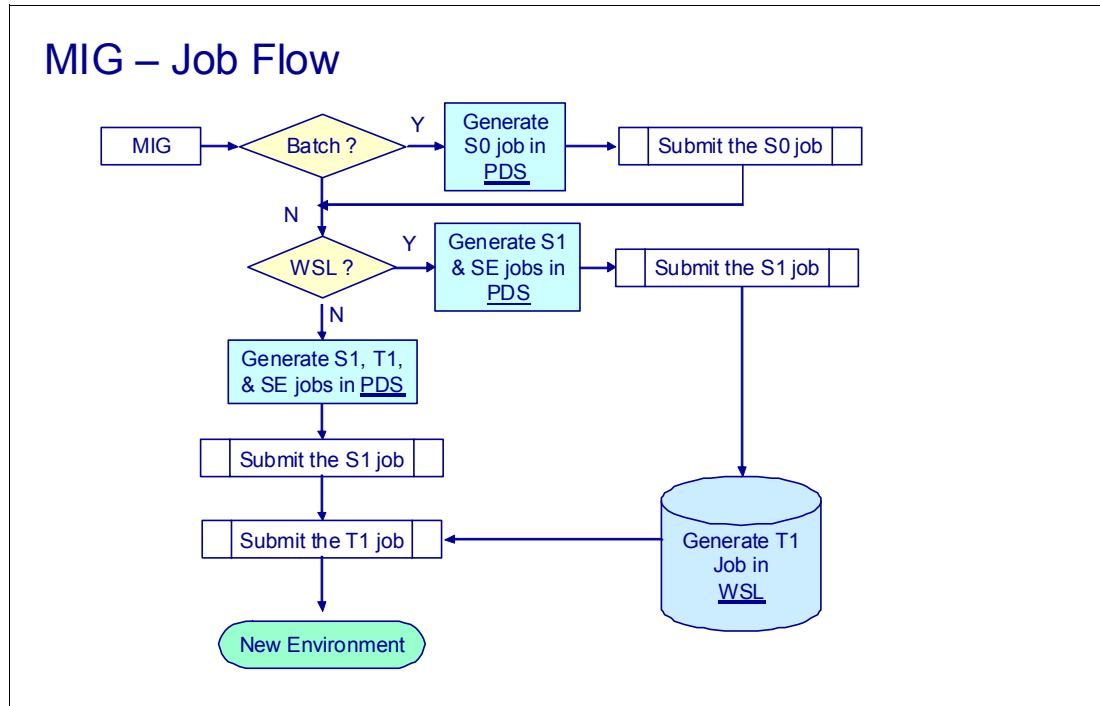 MIG – Job Flow
MIG
Batch ?
Y
Generate
S0 job in
PDS
Submit the S0 job
N
WSL ?
Y
Generate S1
& SE jobs in
PDS
Submit the S1 job
N
Generate S1, T1,
& SE jobs in PDS
Submit the S1 job
Submit the T1 job
Generate T1
Job in
WSL
New Environment